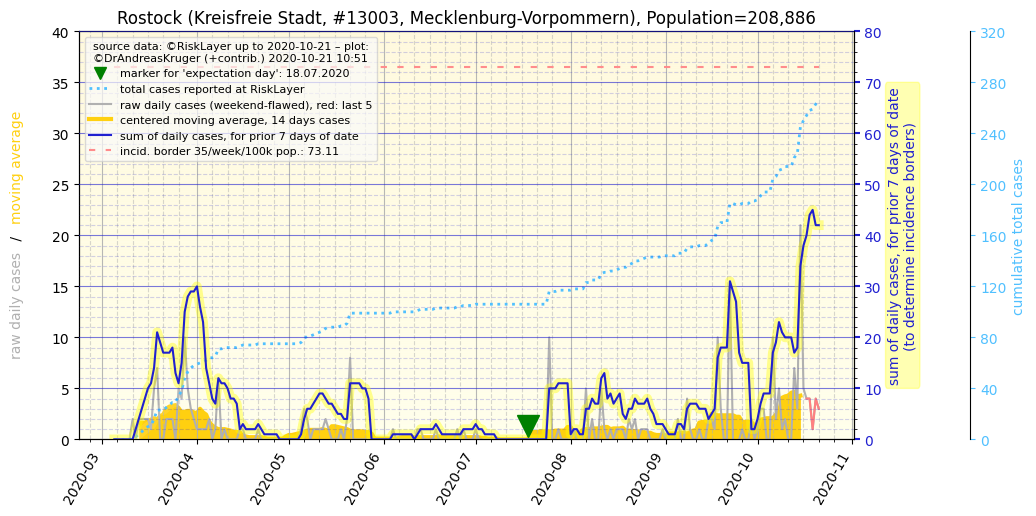 Rostock (Kreisfreie Stadt, #13003, Mecklenburg-Vorpommern), Population=208,886
source data: ©RiskLayer up to 2020-10-21 – plot:
©DrAndreasKruger (+contrib.) 2020-10-21 10:51
marker for 'expectation day': 18.07.2020
total cases reported at RiskLayer
raw daily cases (weekend-flawed), red: last 5
centered moving average, 14 days cases
sum of daily cases, for prior 7 days of date
incid. border 35/week/100k pop.: 73.11
raw daily cases / moving average
40
35
30
25
20
15
10
5
0
2020-03
2020-04
2020-05
2020-06
2020-07
2020-08
2020-09
2020-10
2020-11
80
70
60
50
40
30
20
10
0
sum of daily cases, for prior 7 days of date
(to determine incidence borders)
320
280
240
200
160
120
80
40
0
cumulative total cases